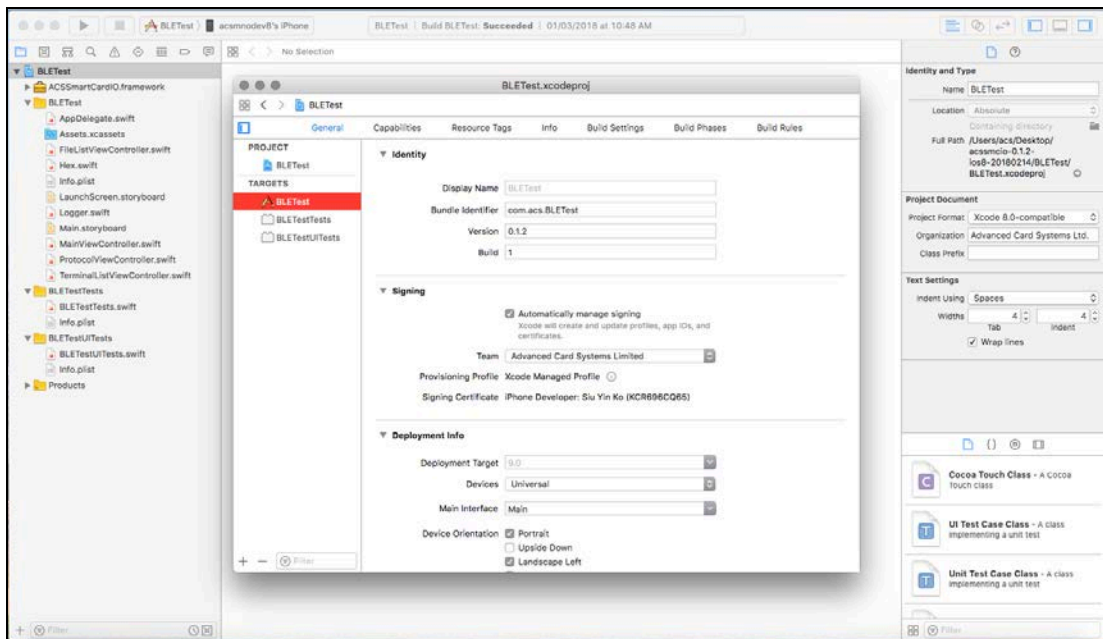 BLETest
acsmnodev8's iPhone
BLETest | Build BLETest: Succeeded | 01/03/2018 at 10:48 AM
No Selection
BLETest
ACSSmartCardIO.framework
BLETest
AppDelegate.swift
Assets.xcassets
FileListViewController.swift
Hex.swift
Info.plist
LaunchScreen.storyboard
Logger.swift
Main.storyboard
MainViewController.swift
ProtocolViewController.swift
TerminalListViewController.swift
BLETestTests
BLETestTests.swift
Info.plist
BLETestUITests
BLETestUITests.swift
Info.plist
Products
Filter
BLETest.xcodeproj
BLETest
General Capabilities Resource Tags Info Build Settings Build Phases Build Rules
PROJECT
BLETest
TARGETS
BLETest
BLETestTests
BLETestUITests
Filter
Identity
Display Name BLETest
Bundle Identifier com.acs.BLETest
Version 0.1.2
Build 1
Signing
Automatically manage signing
Xcode will create and update profiles, app IDs, and
certificates.
Team Advanced Card Systems Limited
Provisioning Profile Xcode Managed Profile
Signing Certificate iPhone Developer: Siu Yin Ko (KCR696CQ65)
Deployment Info
Deployment Target 9.0
Devices Universal
Main Interface Main
Device Orientation Portrait
Upside Down
Landscape Left
Identity and Type
Name BLETest
Location Absolute
Containing directory
Full Path /Users/acs/Desktop/
acssmcio-0.1.2-
ios8-20180214/BLETest/
BLETest.xcodeproj
Project Document
Project Format Xcode 8.0-compatible
Organization Advanced Card Systems Ltd.
Class Prefix
Text Settings
Indent Using Spaces
Widths 4 4
Tab Indent
Wrap lines
Cocoa Touch Class - A Cocoa
Touch class
UI Test Case Class - A class
implementing a unit test
Unit Test Case Class - A class
implementing a unit test
Filter